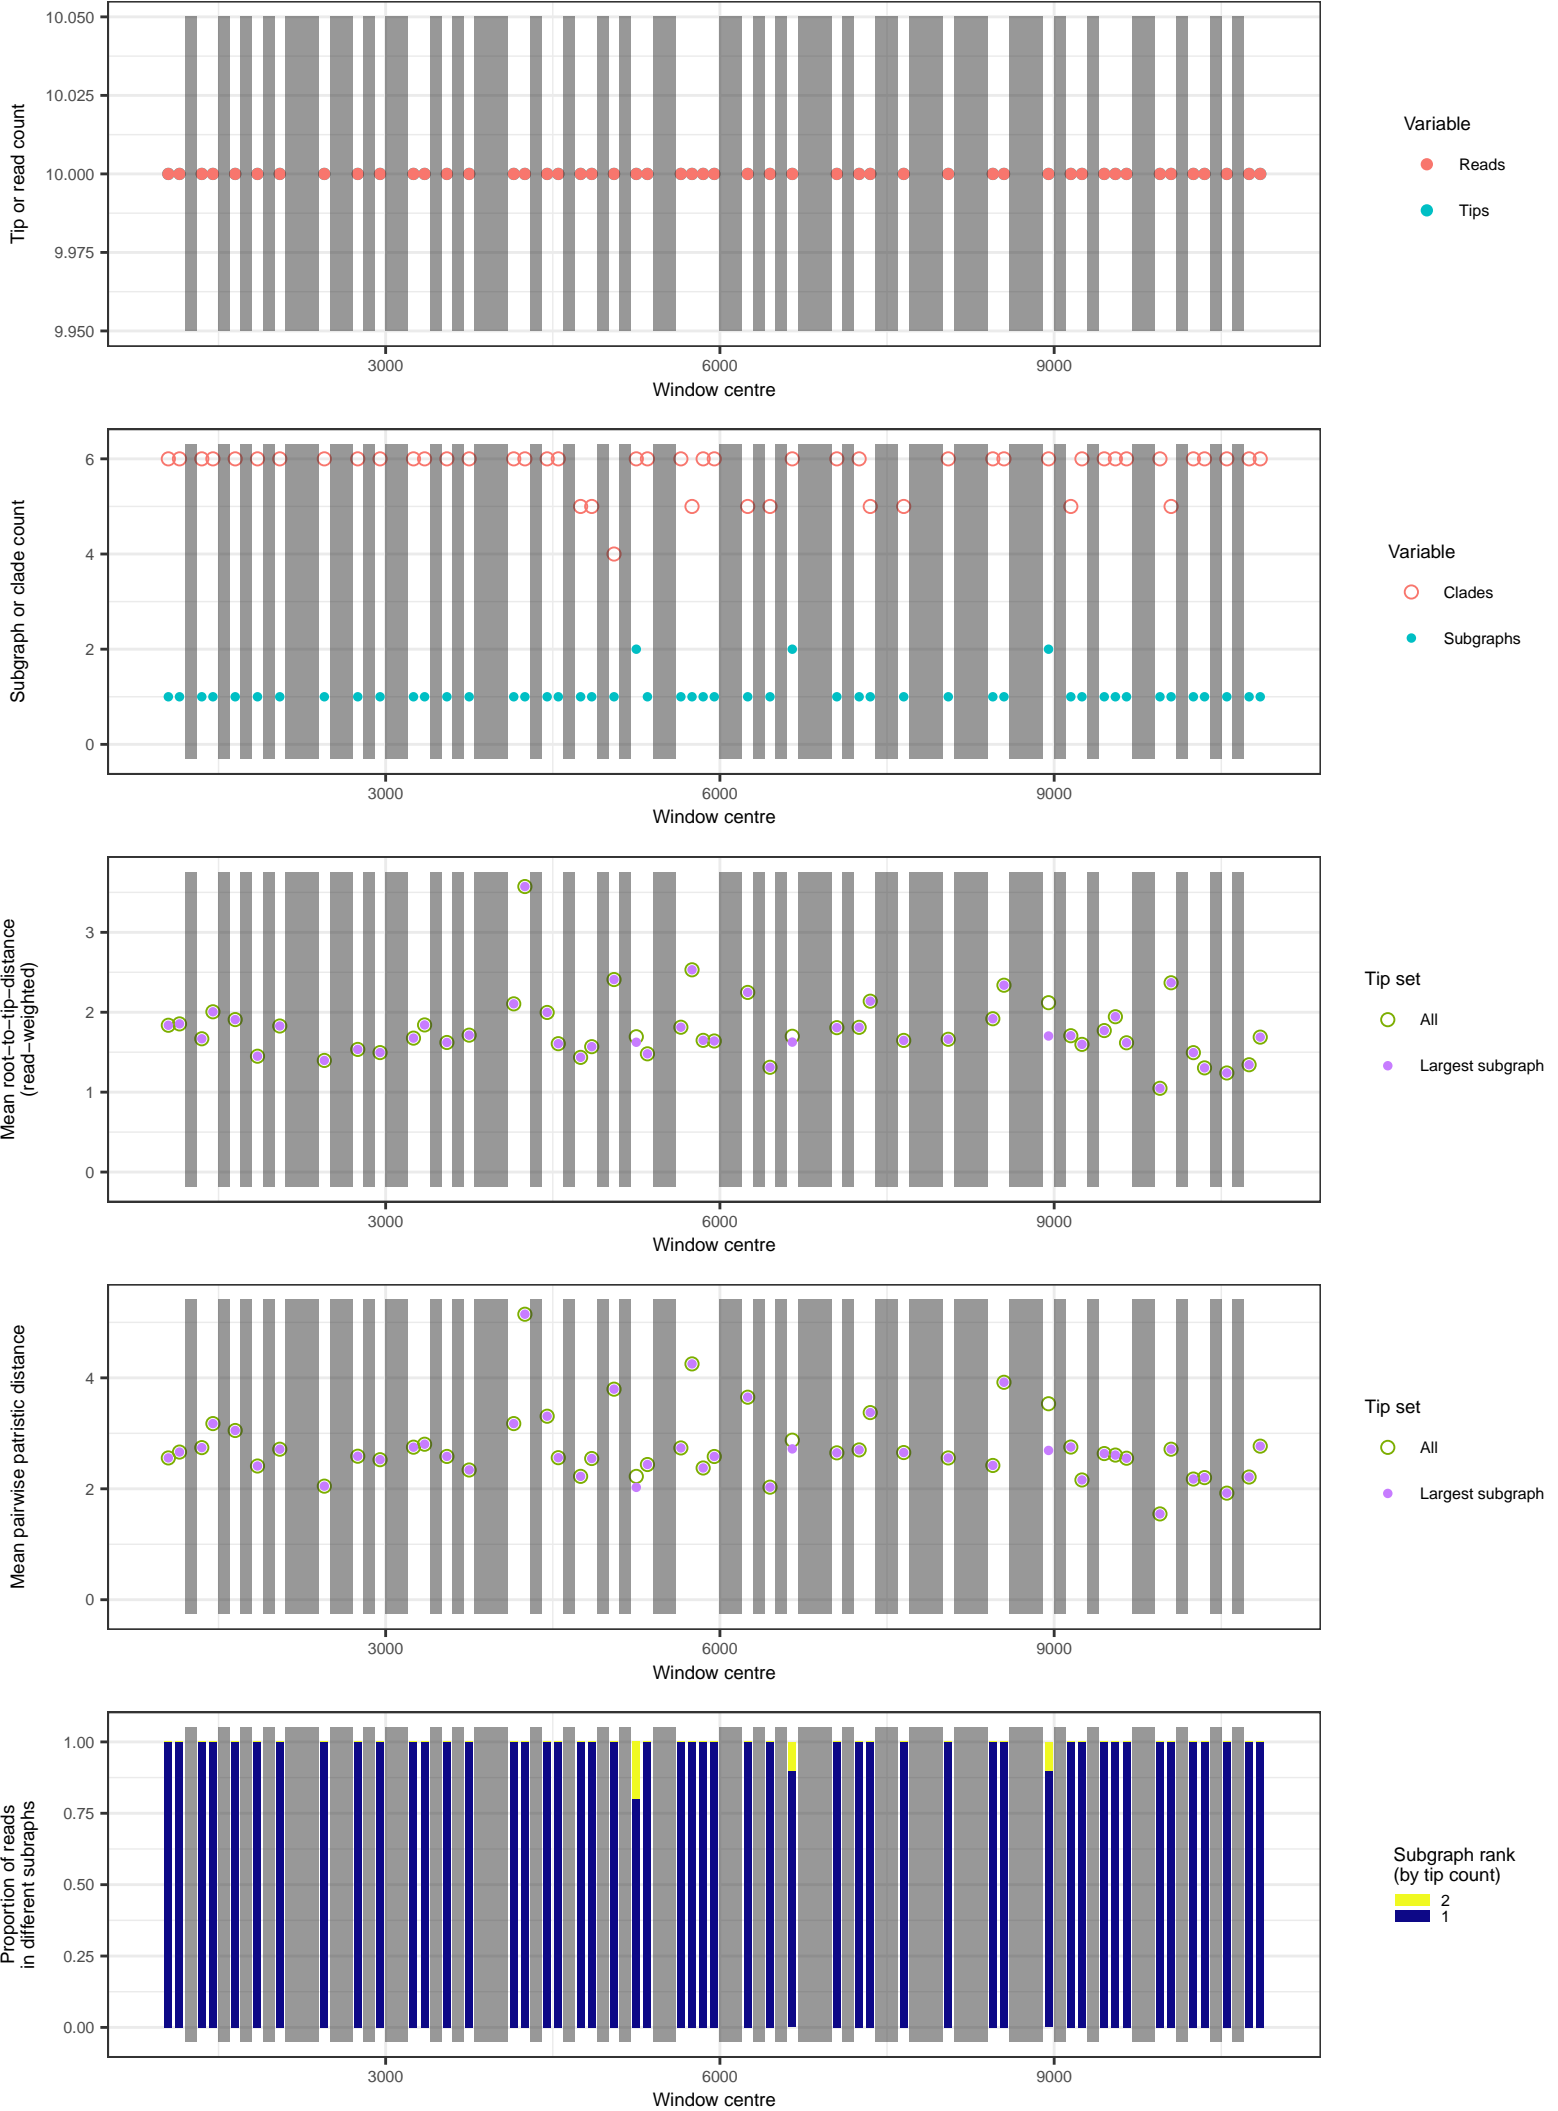 10.050
10.025
10.000
9.975
9.950
Tip or read count
3000 6000 9000
Window centre
Variable
Reads
Tips
6
4
2
0
Subgraph or clade count
3000 6000 9000
Window centre
Variable
Clades
Subgraphs
3
2
1
0
Mean root−to−tip−distance
(read−weighted)
3000 6000 9000
Window centre
Tip set
All
Largest subgraph
4
2
0
Mean pairwise patristic distance
3000 6000 9000
Window centre
Tip set
All
Largest subgraph
1.00
0.75
0.50
0.25
0.00
Proportion of reads
in different subraphs
3000 6000 9000
Window centre
Subgraph rank
(by tip count)
2
1